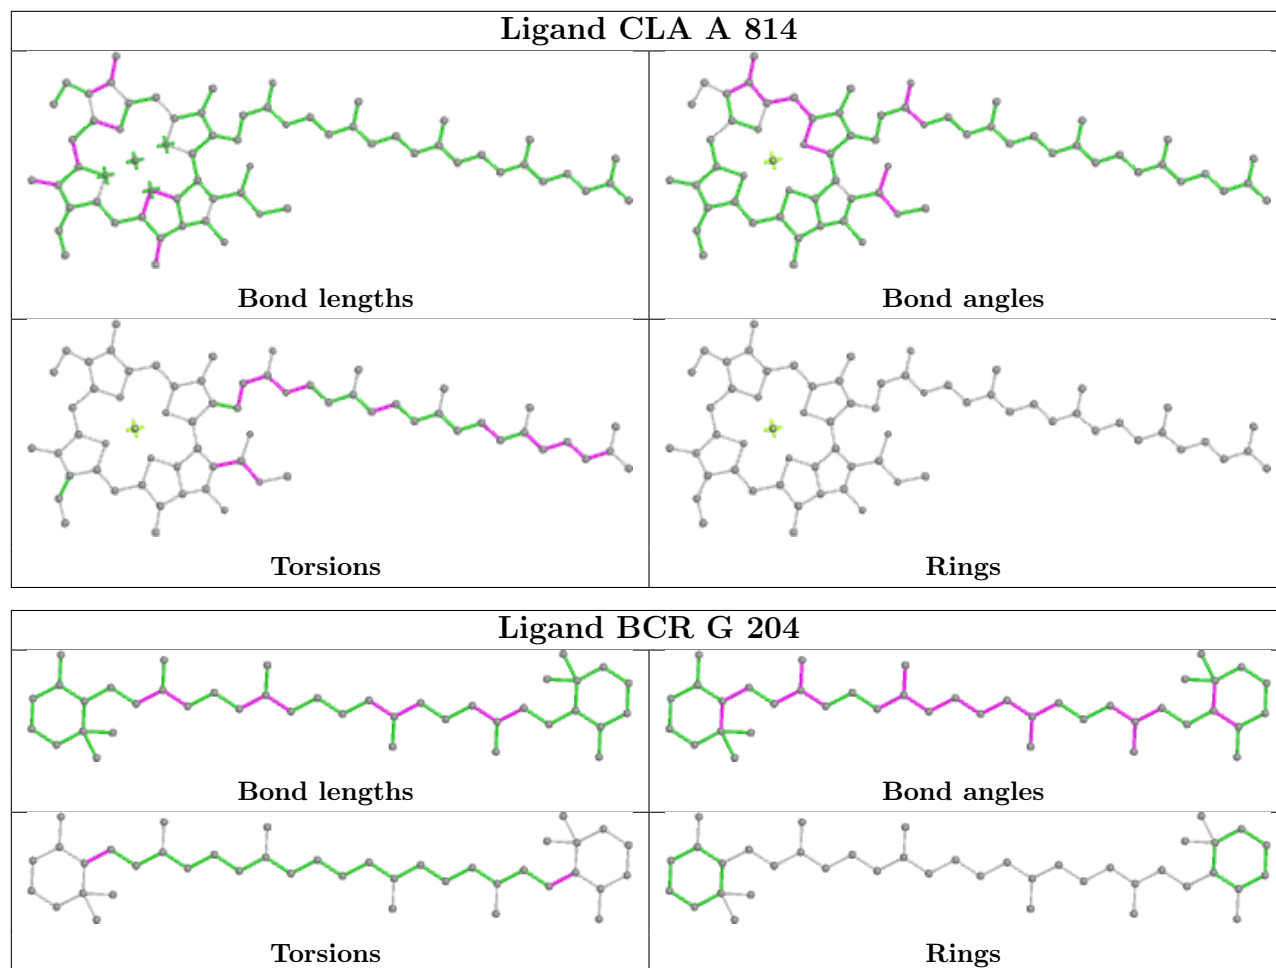 Ligand CLA A 814
Bond lengths
Bond angles
Torsions
Rings
Ligand BCR G 204
Bond lengths
Bond angles
Torsions
Rings